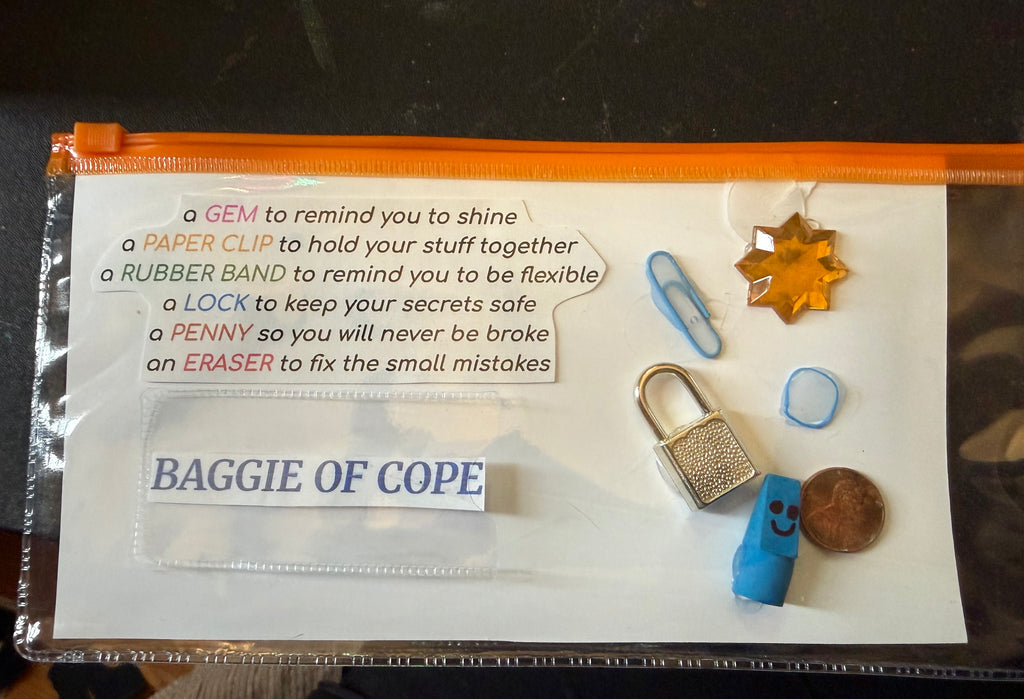 a GEM to remind you to shine
a PAPER CLIP to hold your stuff together
a RUBBER BAND to remind you to be flexible
a LOCK to keep your secrets safe
a PENNY so you will never be broke
an ERASER to fix the small mistakes
BAGGIE OF COPE